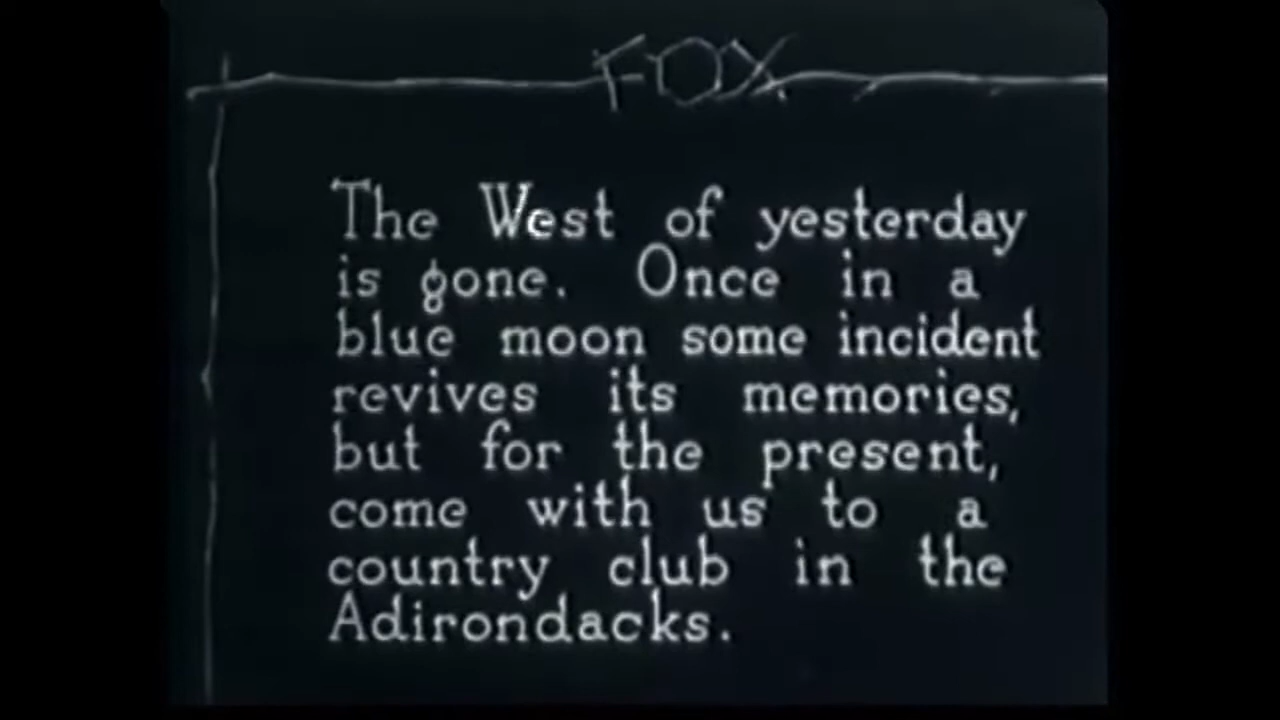 FOX
The West of yesterday
is gone. Once in a
blue moon some incident
revives its memories,
but for the present,
come with us to a
country club in the
Adirondacks.